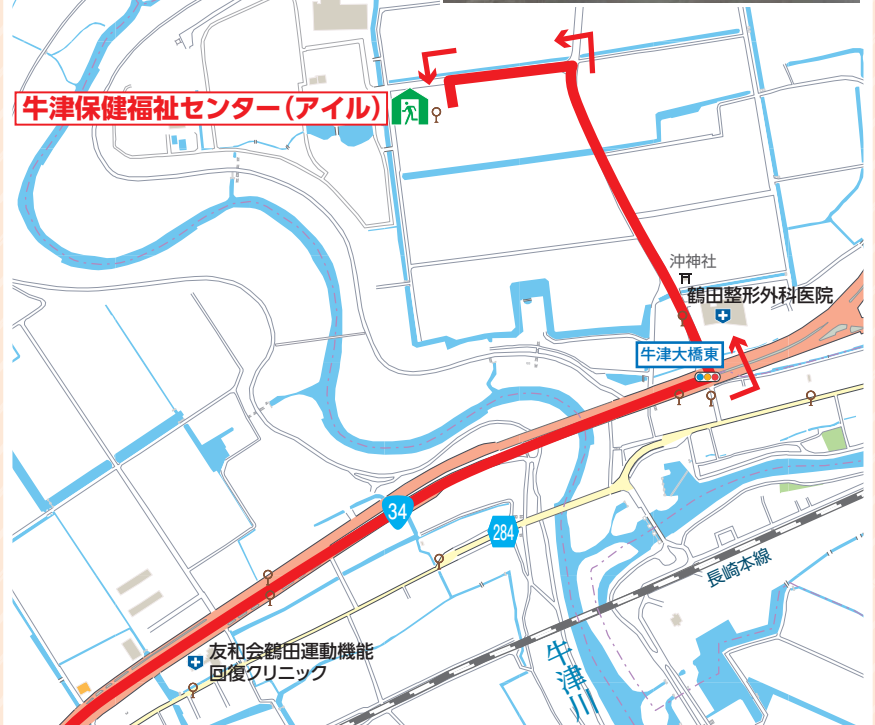 牛津保健福祉センター(アイル)
沖神社
鶴田整形外科医院
牛津大橋東
34
284
長崎本線
友和会鶴田運動機能
回復クリニック
牛津川